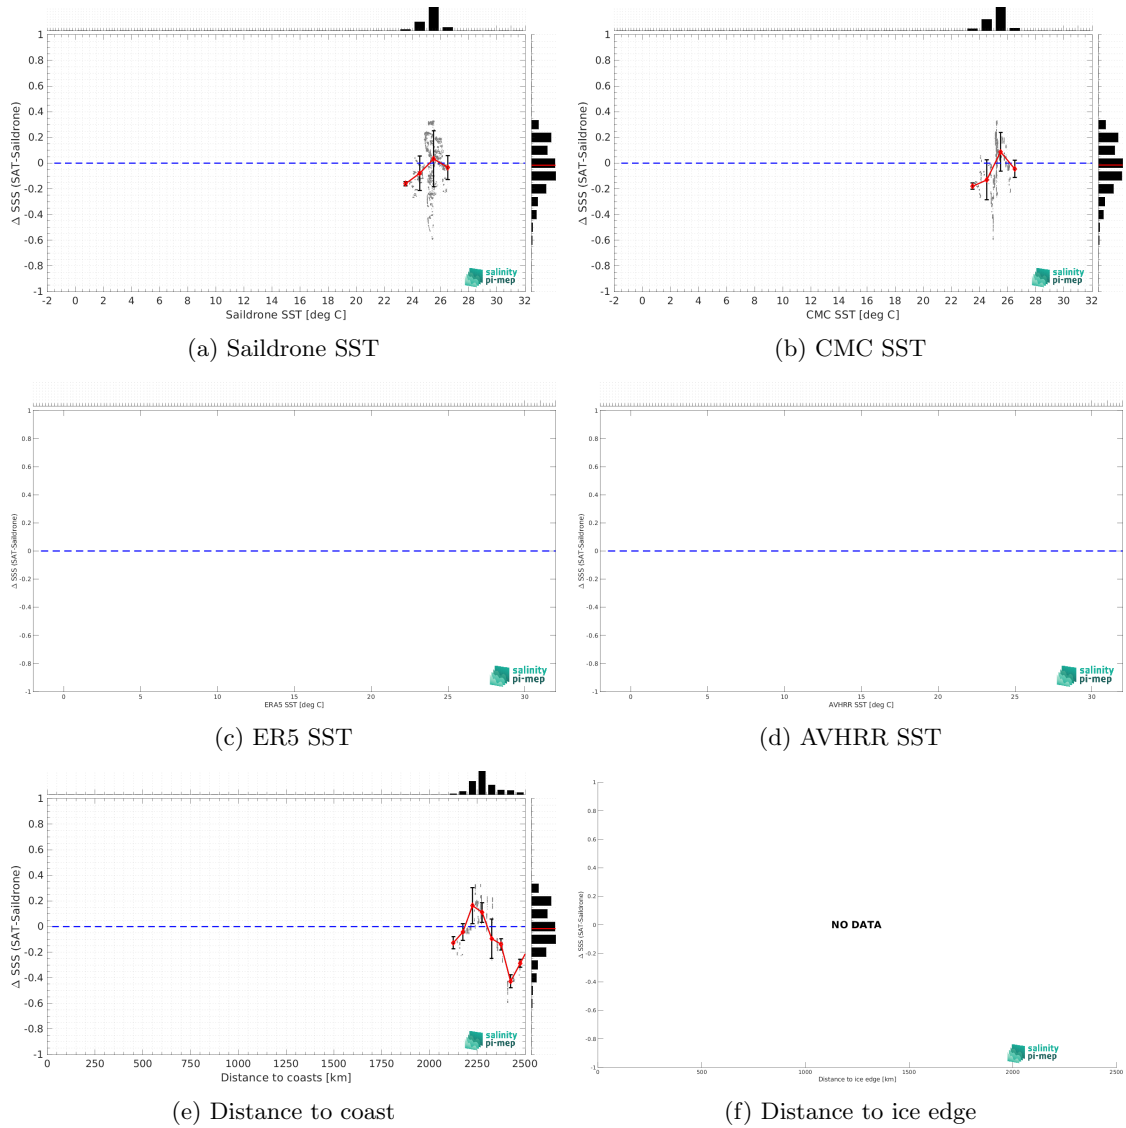 1
0.8
0.6
0.4
0.2
0
-0.2
-0.4
-0.6
-0.8
-1
Δ SSS (SAT-Saildrone)
salinity
pi-mep
-2 0 2 4 6 8 10 12 14 16 18 20 22 24 26 28 30 32
Saildrone SST [deg C]
(a) Saildrone SST
1
0.8
0.6
0.4
0.2
0
-0.2
-0.4
-0.6
-0.8
-1
Δ SSS (SAT-Saildrone)
salinity
pi-mep
-2 0 2 4 6 8 10 12 14 16 18 20 22 24 26 28 30 32
CMC SST [deg C]
(b) CMC SST
1
0.8
0.6
0.4
0.2
0
-0.2
-0.4
-0.6
-0.8
-1
Δ SSS (SAT-Saildrone)
salinity
pi-mep
0 5 10 15 20 25 30
ERA5 SST [deg C]
(c) ER5 SST
1
0.8
0.6
0.4
0.2
0
-0.2
-0.4
-0.6
-0.8
-1
Δ SSS (SAT-Saildrone)
salinity
pi-mep
0 5 10 15 20 25 30
AVHRR SST [deg C]
(d) AVHRR SST
1
0.8
0.6
0.4
0.2
0
-0.2
-0.4
-0.6
-0.8
-1
Δ SSS (SAT-Saildrone)
salinity
pi-mep
0 250 500 750 1000 1250 1500 1750 2000 2250 2500
Distance to coasts [km]
(e) Distance to coast
1
0.8
0.6
0.4
0.2
0
-0.2
-0.4
-0.6
-0.8
-1
Δ SSS (SAT-Saildrone)
NO DATA
salinity
pi-mep
0 500 1000 1500 2000 2500
Distance to ice edge [km]
(f) Distance to ice edge